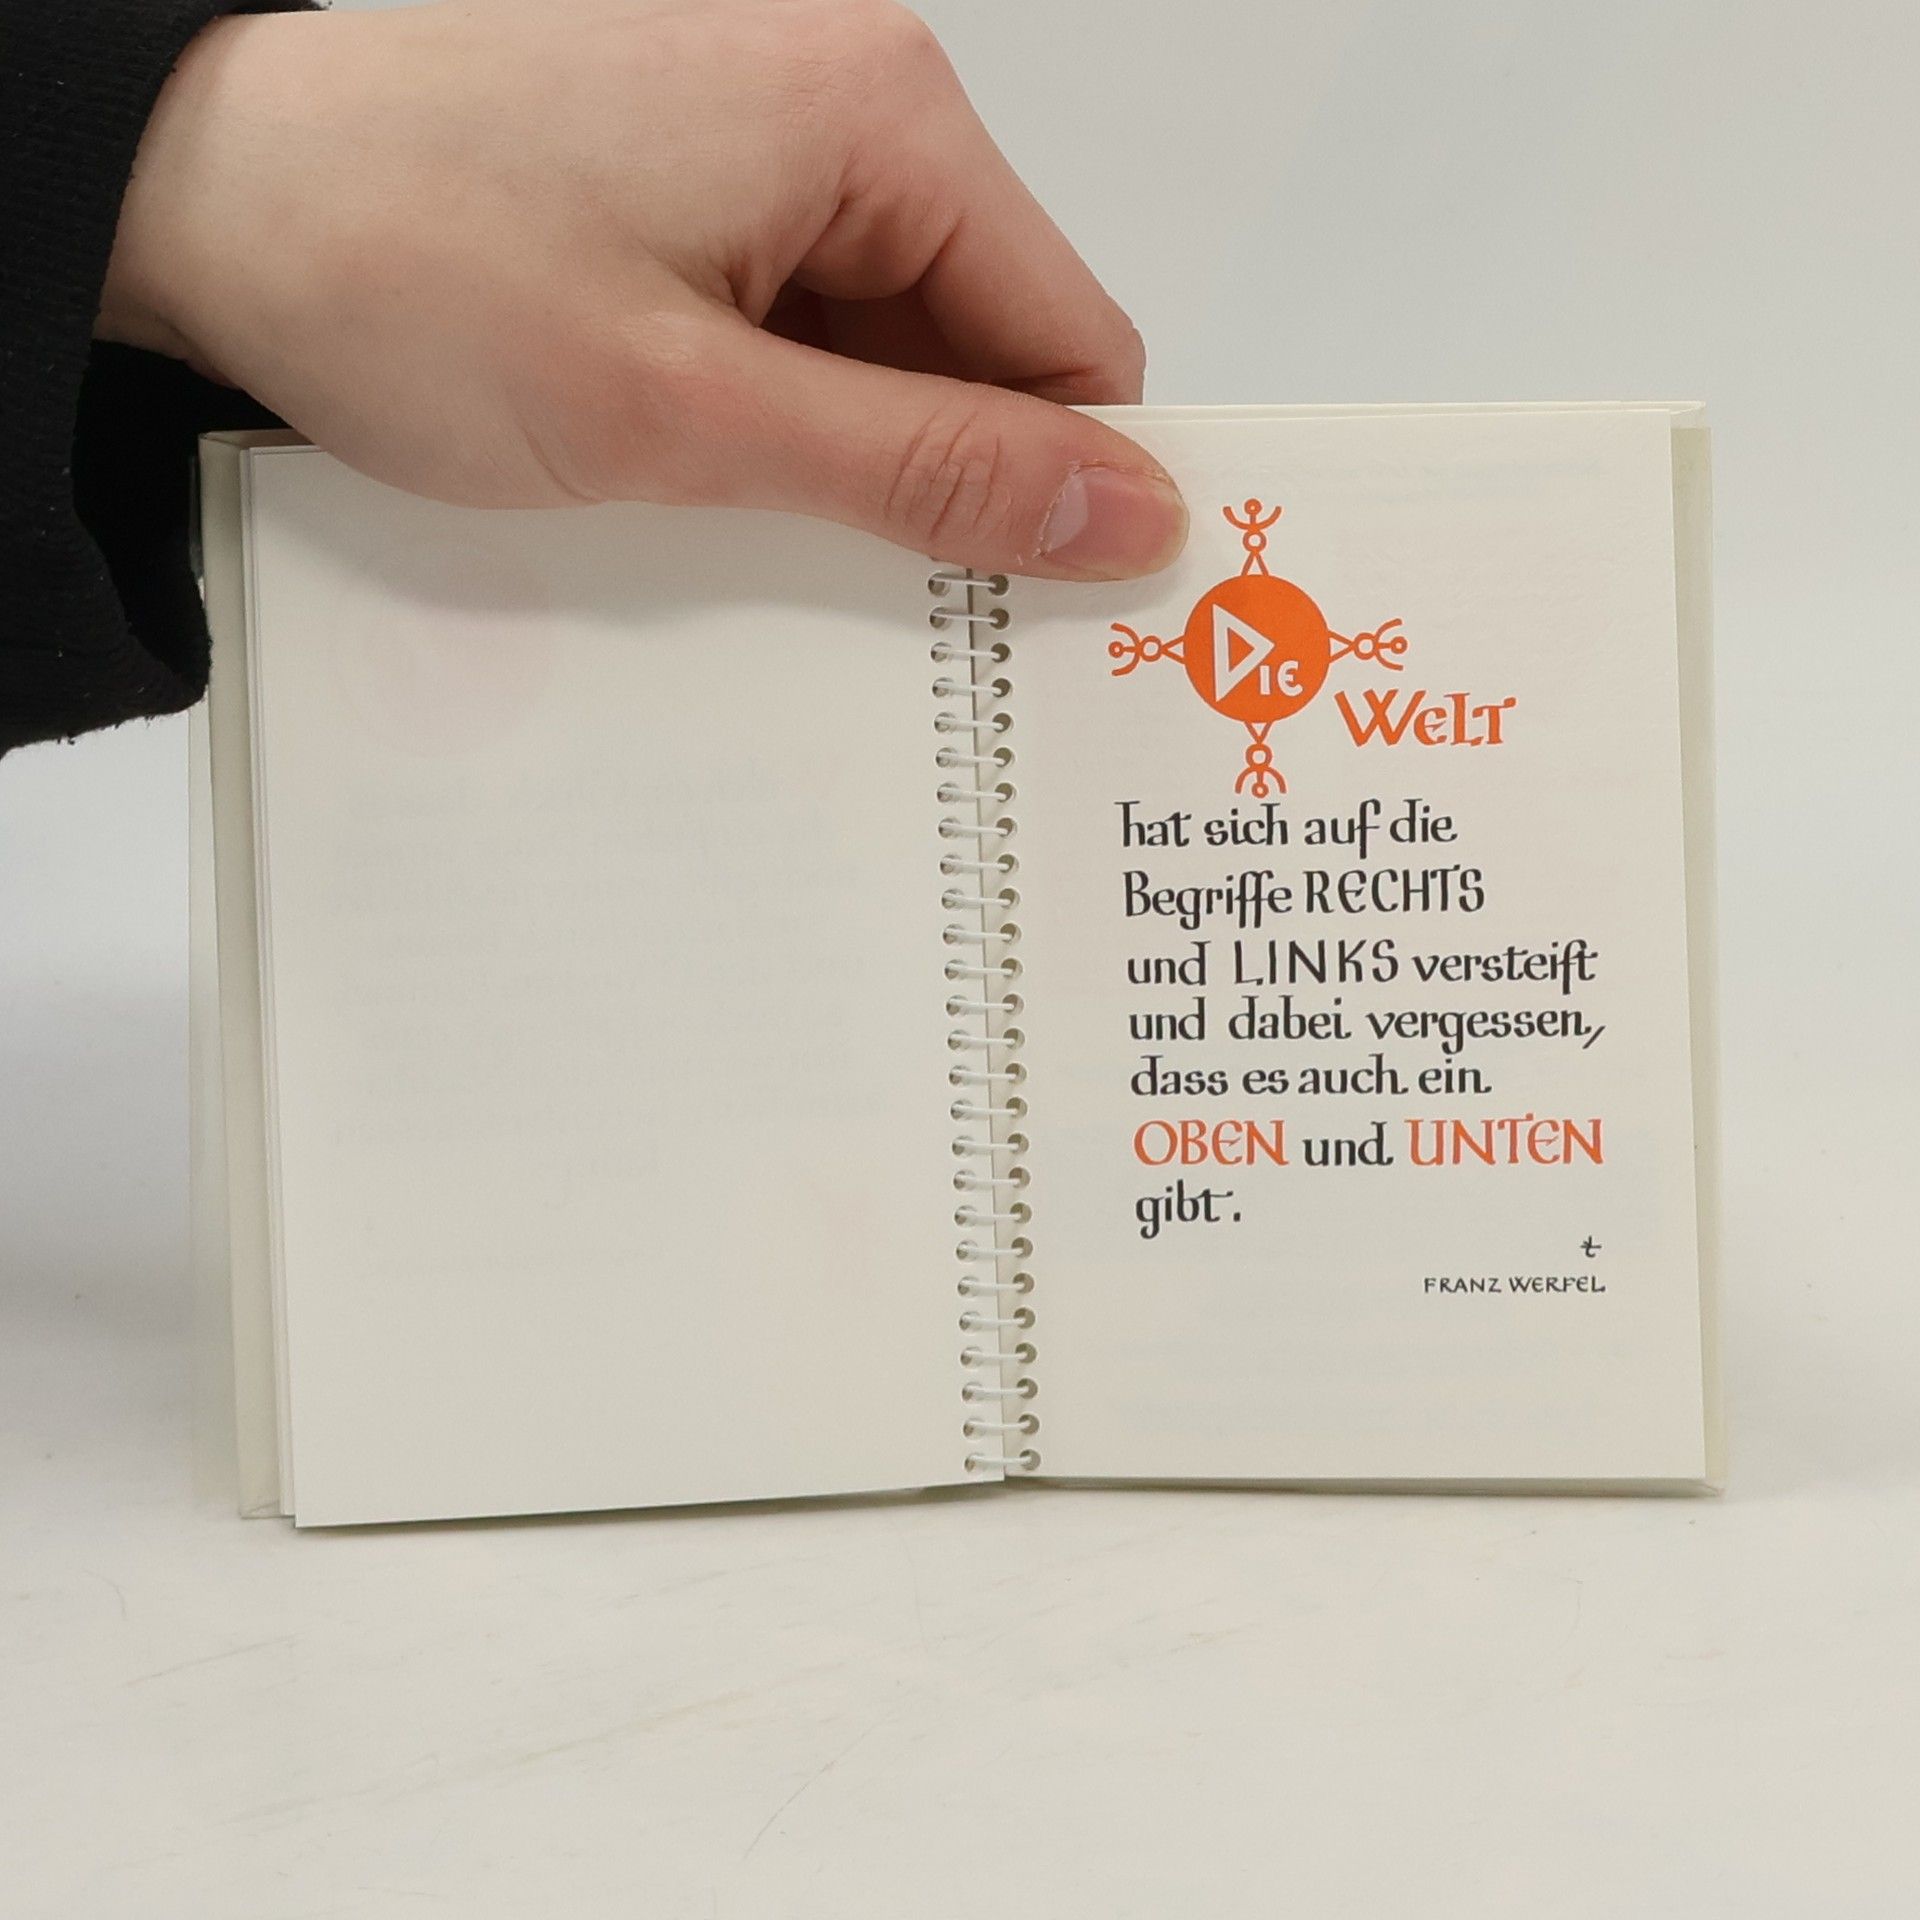 DIE
WELT
hat sich auf die
Begriffe RECHTS
und LINKS versteift
und dabei vergessen,
dass es auch ein
OBEN und UNTEN
gibt.
t
FRANZ WERFEL